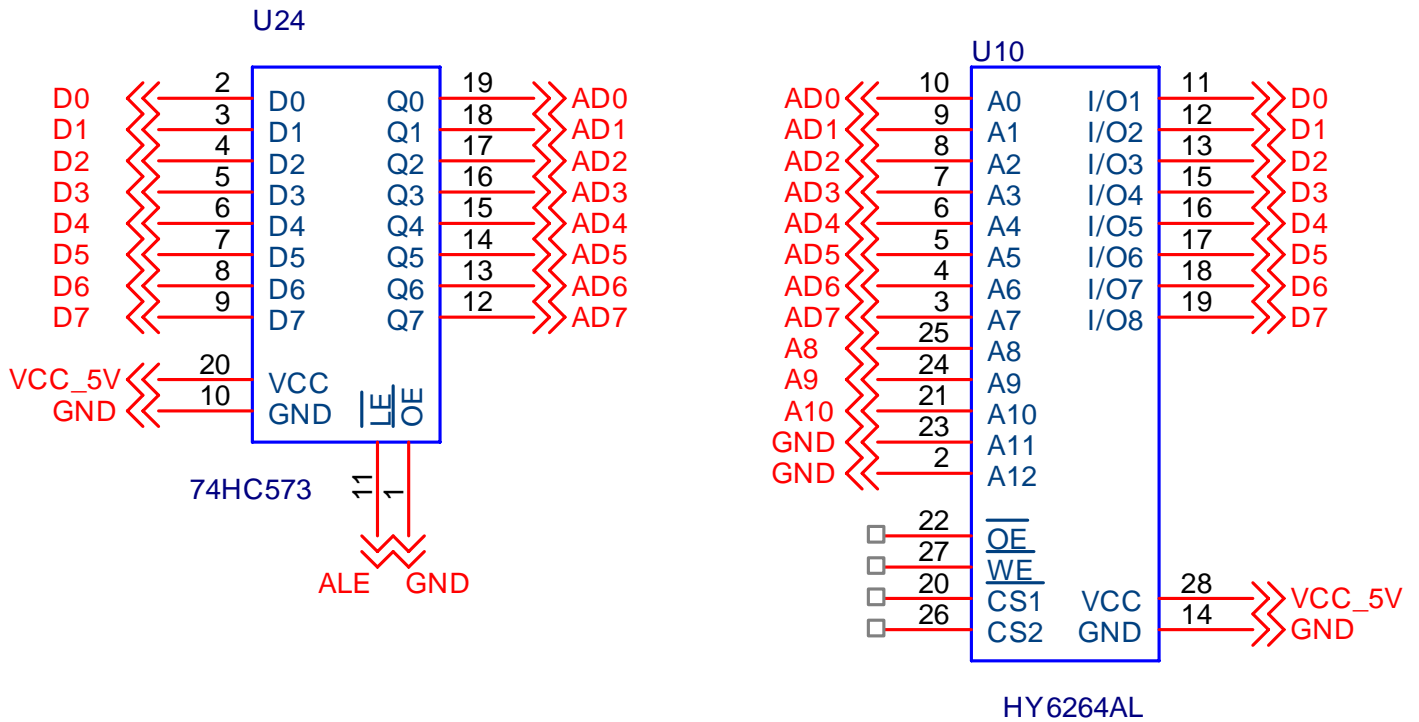 U24
D0 2 D0 Q0 19 AD0
D1 3 D1 Q1 18 AD1
D2 4 D2 Q2 17 AD2
D3 5 D3 Q3 16 AD3
D4 6 D4 Q4 15 AD4
D5 7 D5 Q5 14 AD5
D6 8 D6 Q6 13 AD6
D7 9 D7 Q7 12 AD7
VCC_5V 20 VCC
GND 10 GND
LE OE
11 1
74HC573
ALE GND
U10
AD0 10 A0 I/O1 11 D0
AD1 9 A1 I/O2 12 D1
AD2 8 A2 I/O3 13 D2
AD3 7 A3 I/O4 15 D3
AD4 6 A4 I/O5 16 D4
AD5 5 A5 I/O6 17 D5
AD6 4 A6 I/O7 18 D6
AD7 3 A7 I/O8 19 D7
A8 25 A8
A9 24 A9
A10 21 A10
GND 23 A11
GND 2 A12
22 OE
27 WE
20 CS1 VCC 28 VCC_5V
26 CS2 GND 14 GND
HY6264AL